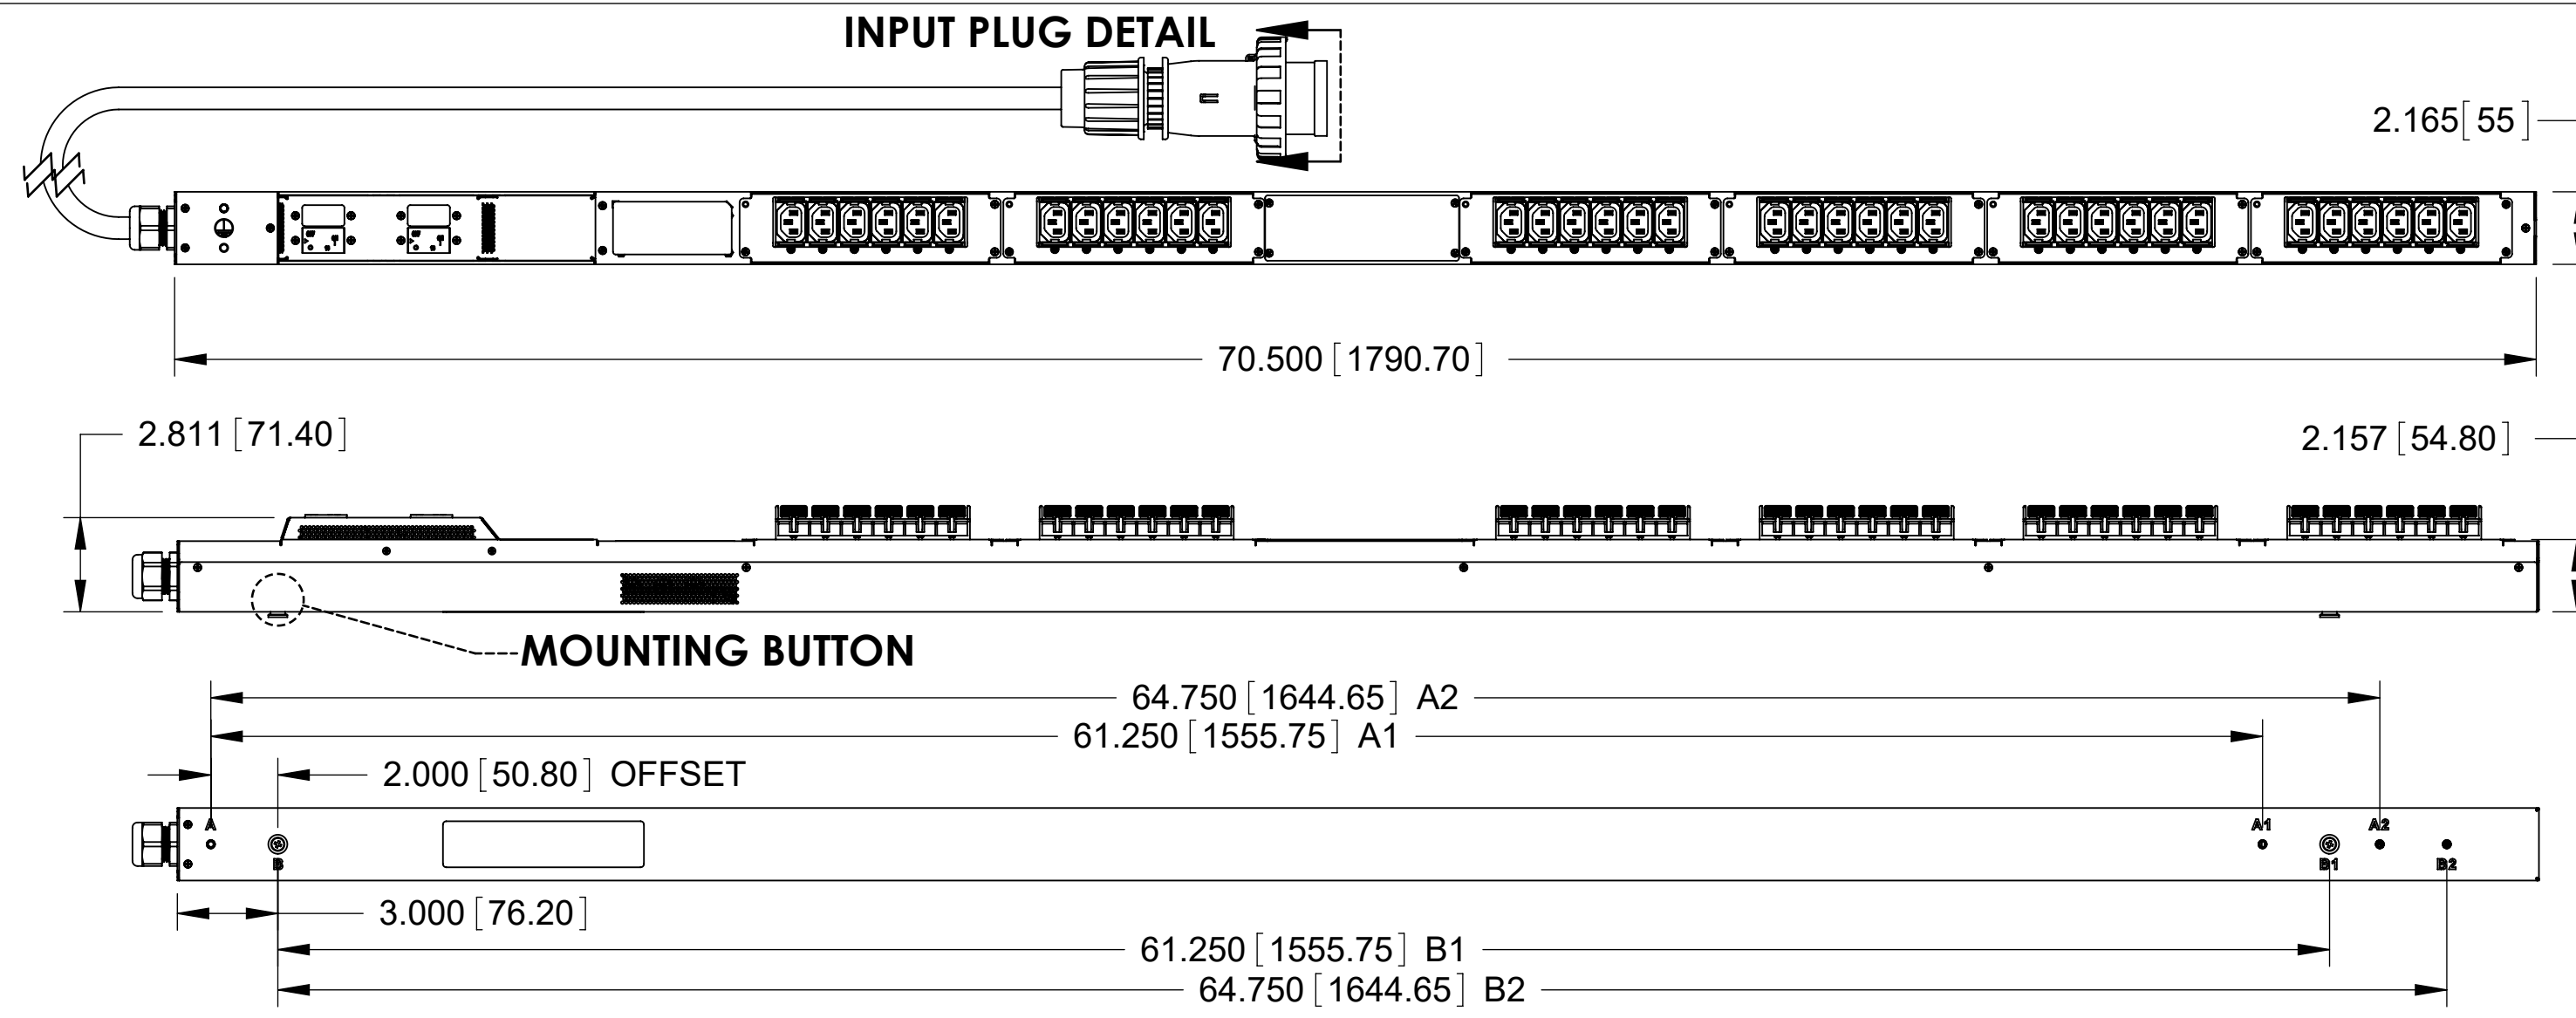 INPUT PLUG DETAIL
2.165[55]
70.500[1790.70]
2.811[71.40]
2.157[54.80]
MOUNTING BUTTON
64.750[1644.65] A2
61.250[1555.75] A1
2.000[50.80] OFFSET
A
A1
A2
B
B1
B2
3.000[76.20]
61.250[1555.75] B1
64.750[1644.65] B2